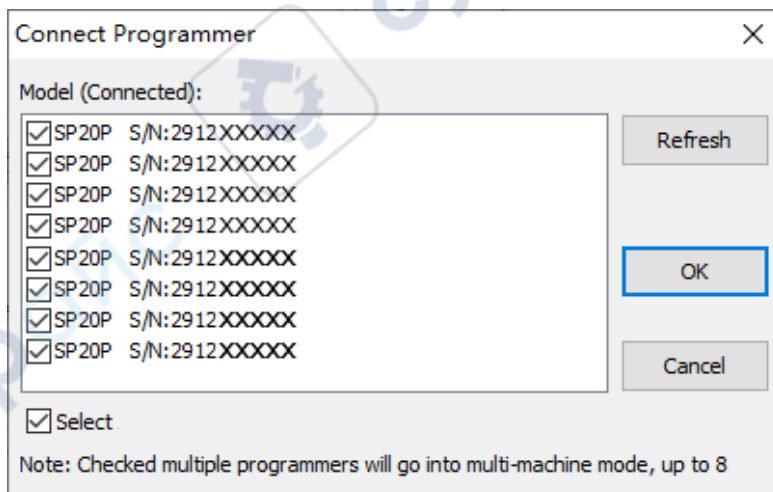 Connect Programmer
Model (Connected):
SP20P S/N:2912XXXXX
SP20P S/N:2912XXXXX
SP20P S/N:2912XXXXX
SP20P S/N:2912XXXXX
SP20P S/N:2912XXXXX
SP20P S/N:2912XXXXX
SP20P S/N:2912XXXXX
SP20P S/N:2912XXXXX
Refresh
OK
Cancel
Select
Note: Checked multiple programmers will go into multi-machine mode, up to 8